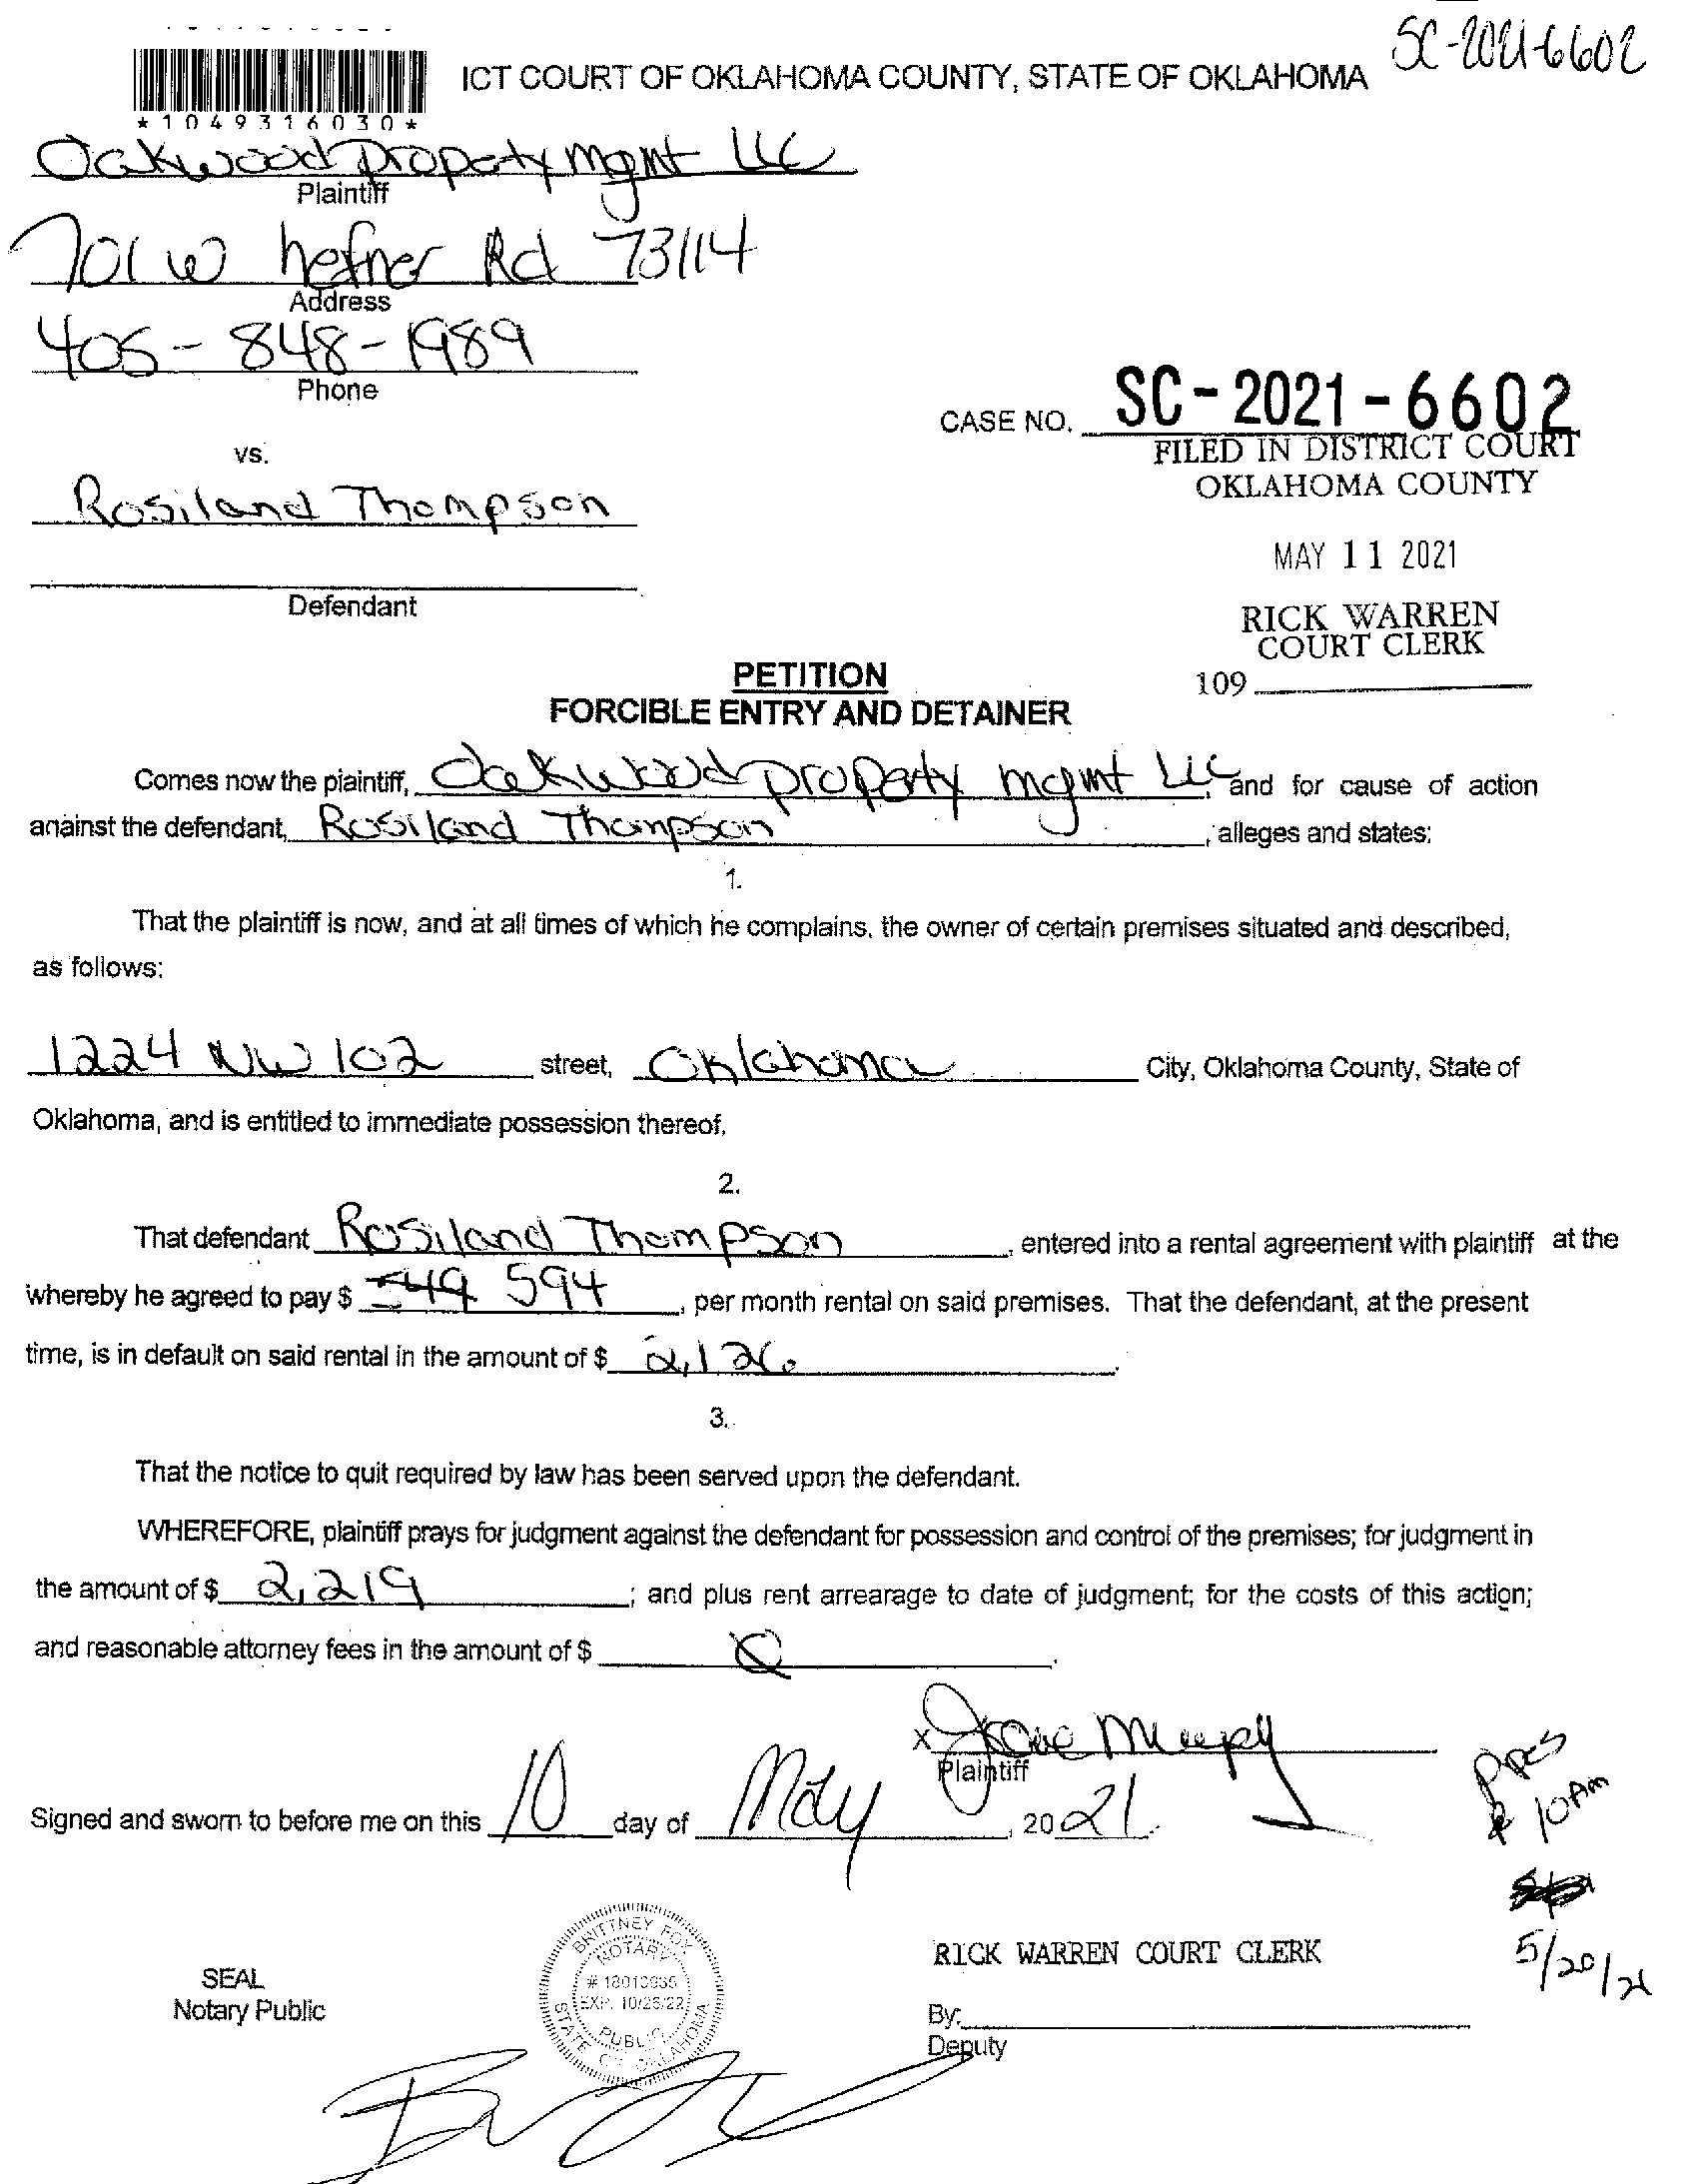 SC-2021-6602
ICT COURT OF OKLAHOMA COUNTY, STATE OF OKLAHOMA
*1049316030*
Oakwood Property mgmt LLC
Plaintiff
701 W hefner Rd 73114
Address
405-848-1989
Phone
CASE NO. SC-2021-6602
FILED IN DISTRICT COURT
OKLAHOMA COUNTY
vs.
Rosiland Thompson
MAY 11 2021
Defendant
RICK WARREN
COURT CLERK
109
PETITION
FORCIBLE ENTRY AND DETAINER
Comes now the plaintiff, Oakwood property mgmt LLC, and for cause of action
against the defendant, Rosiland Thompson, alleges and states:
1.
That the plaintiff is now, and at all times of which he complains, the owner of certain premises situated and described,
as follows:
1224 NW 102 street, Oklahoma City, Oklahoma County, State of
Oklahoma, and is entitled to immediate possession thereof.
2.
That defendant Rosiland Thompson, entered into a rental agreement with plaintiff at the
whereby he agreed to pay $ 549 594, per month rental on said premises. That the defendant, at the present
time, is in default on said rental in the amount of $ 2,126.
3.
That the notice to quit required by law has been served upon the defendant.
WHEREFORE, plaintiff prays for judgment against the defendant for possession and control of the premises; for judgment in
the amount of $ 2,219; and plus rent arrearage to date of judgment; for the costs of this action;
and reasonable attorney fees in the amount of $ 0.
x
Plaintiff
Signed and sworn to before me on this 10 day of May, 2021.
10AM
5/20/21
SEAL
Notary Public
BRITTNEY FOX
NOTARY
EXP. 10/25/22
PUBLIC
STATE OF OKLAHOMA
RICK WARREN COURT CLERK
By:
Deputy